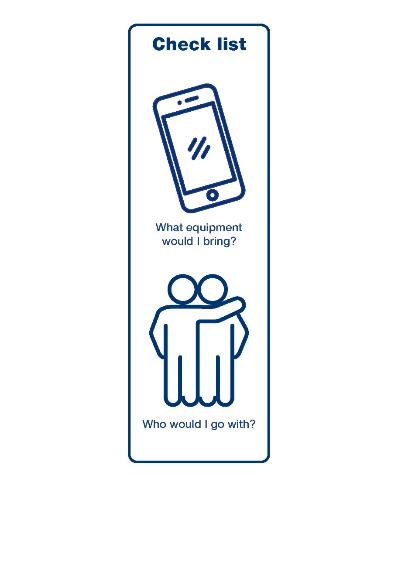 Check list
What equipment
would I bring?
Who would I go with?